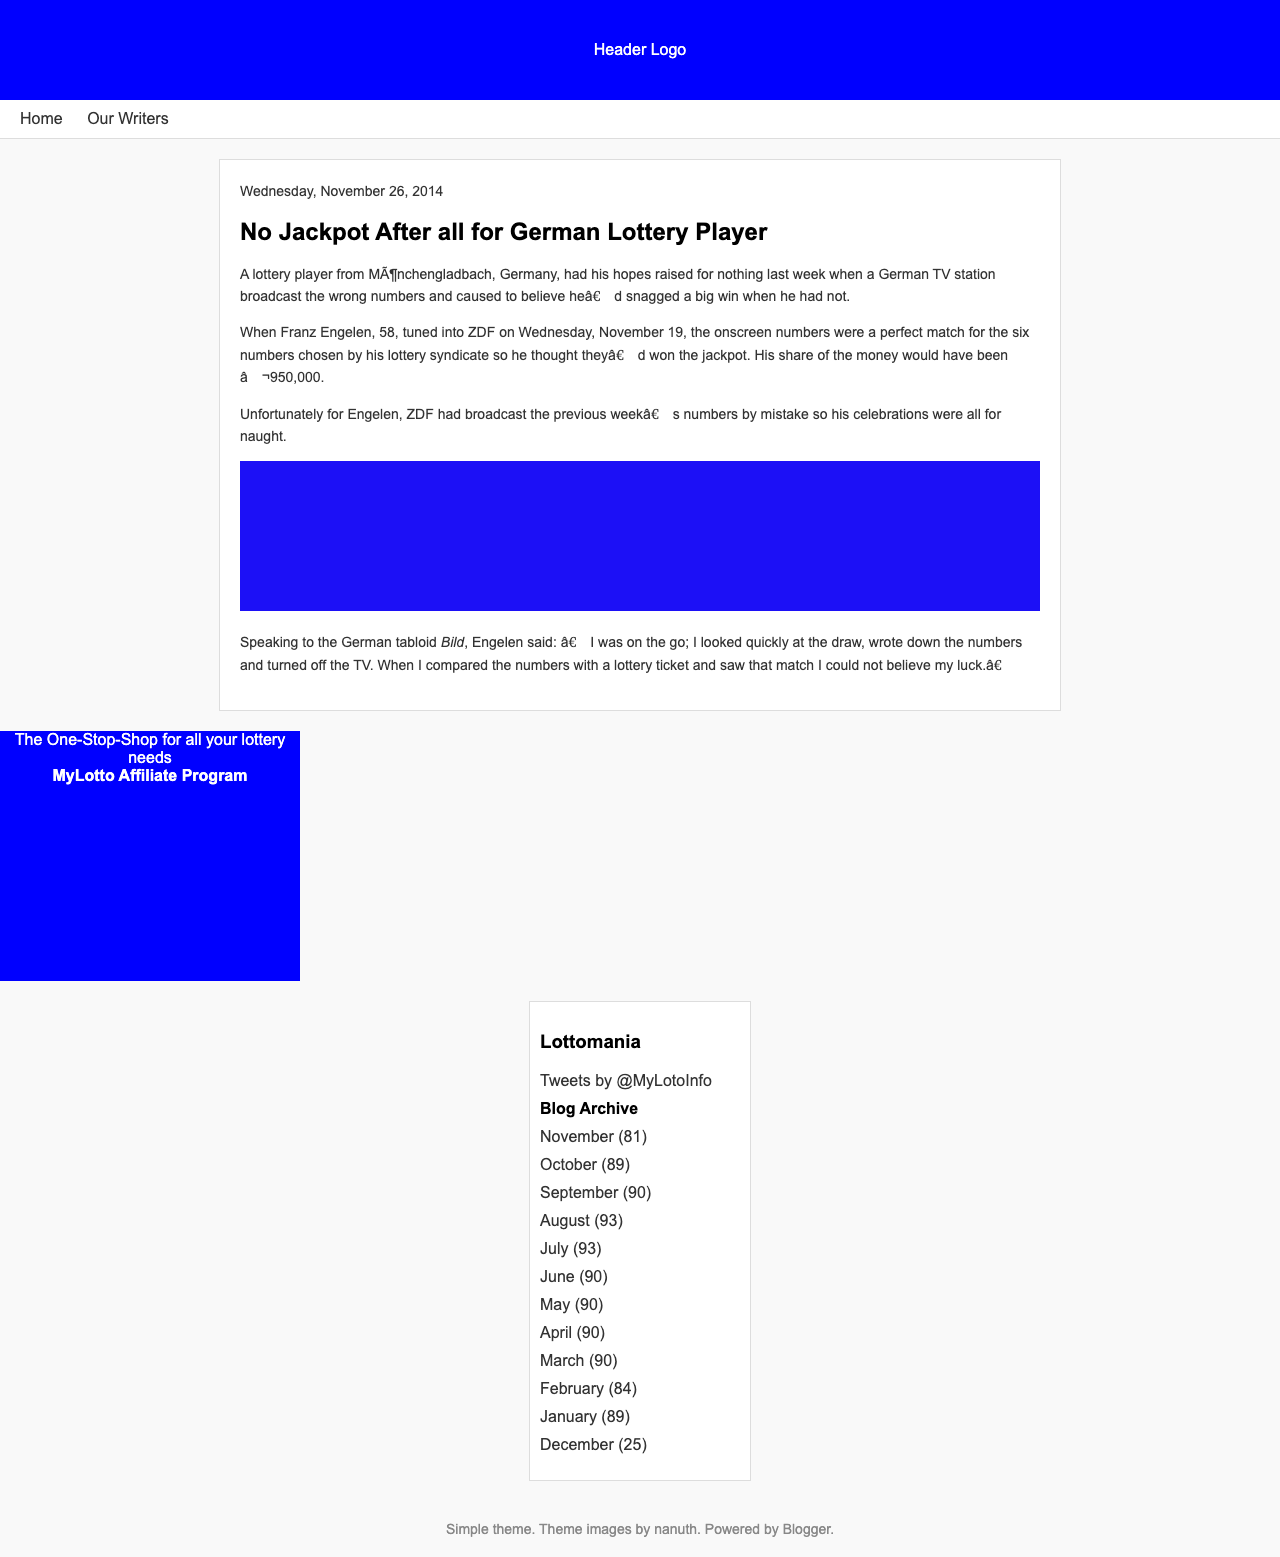 Header Logo
Home Our Writers
Wednesday, November 26, 2014
No Jackpot After all for German Lottery Player
A lottery player from MÃ¶nchengladbach, Germany, had his hopes raised for nothing last week when a German TV station
broadcast the wrong numbers and caused to believe heâ€ d snagged a big win when he had not.
When Franz Engelen, 58, tuned into ZDF on Wednesday, November 19, the onscreen numbers were a perfect match for the six
numbers chosen by his lottery syndicate so he thought theyâ€ d won the jackpot. His share of the money would have been
â ¬950,000.
Unfortunately for Engelen, ZDF had broadcast the previous weekâ€ s numbers by mistake so his celebrations were all for
naught.
Speaking to the German tabloid Bild, Engelen said: â€ I was on the go; I looked quickly at the draw, wrote down the numbers
and turned off the TV. When I compared the numbers with a lottery ticket and saw that match I could not believe my luck.â€
The One-Stop-Shop for all your lottery
needs
MyLotto Affiliate Program
Lottomania
Tweets by @MyLotoInfo
Blog Archive
November (81)
October (89)
September (90)
August (93)
July (93)
June (90)
May (90)
April (90)
March (90)
February (84)
January (89)
December (25)
Simple theme. Theme images by nanuth. Powered by Blogger.